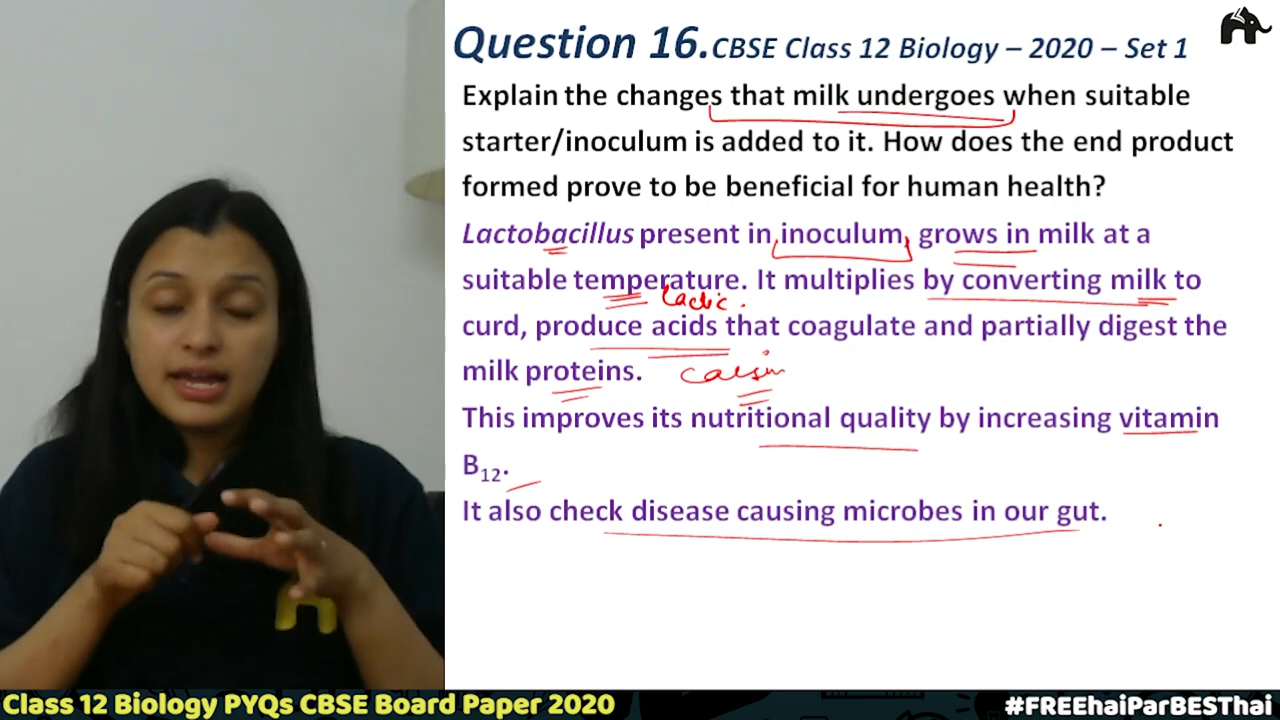 Question 16.CBSE Class 12 Biology – 2020 – Set 1
Explain the changes that milk undergoes when suitable
starter/inoculum is added to it. How does the end product
formed prove to be beneficial for human health?
Lactobacillus present in inoculum, grows in milk at a
suitable temperature. It multiplies by converting milk to
lactic.
curd, produce acids that coagulate and partially digest the
milk proteins.
This improves its nutritional quality by increasing vitamin
B12.
It also check disease causing microbes in our gut.
Class 12 Biology PYQs CBSE Board Paper 2020
#FREEhaiParBESThai